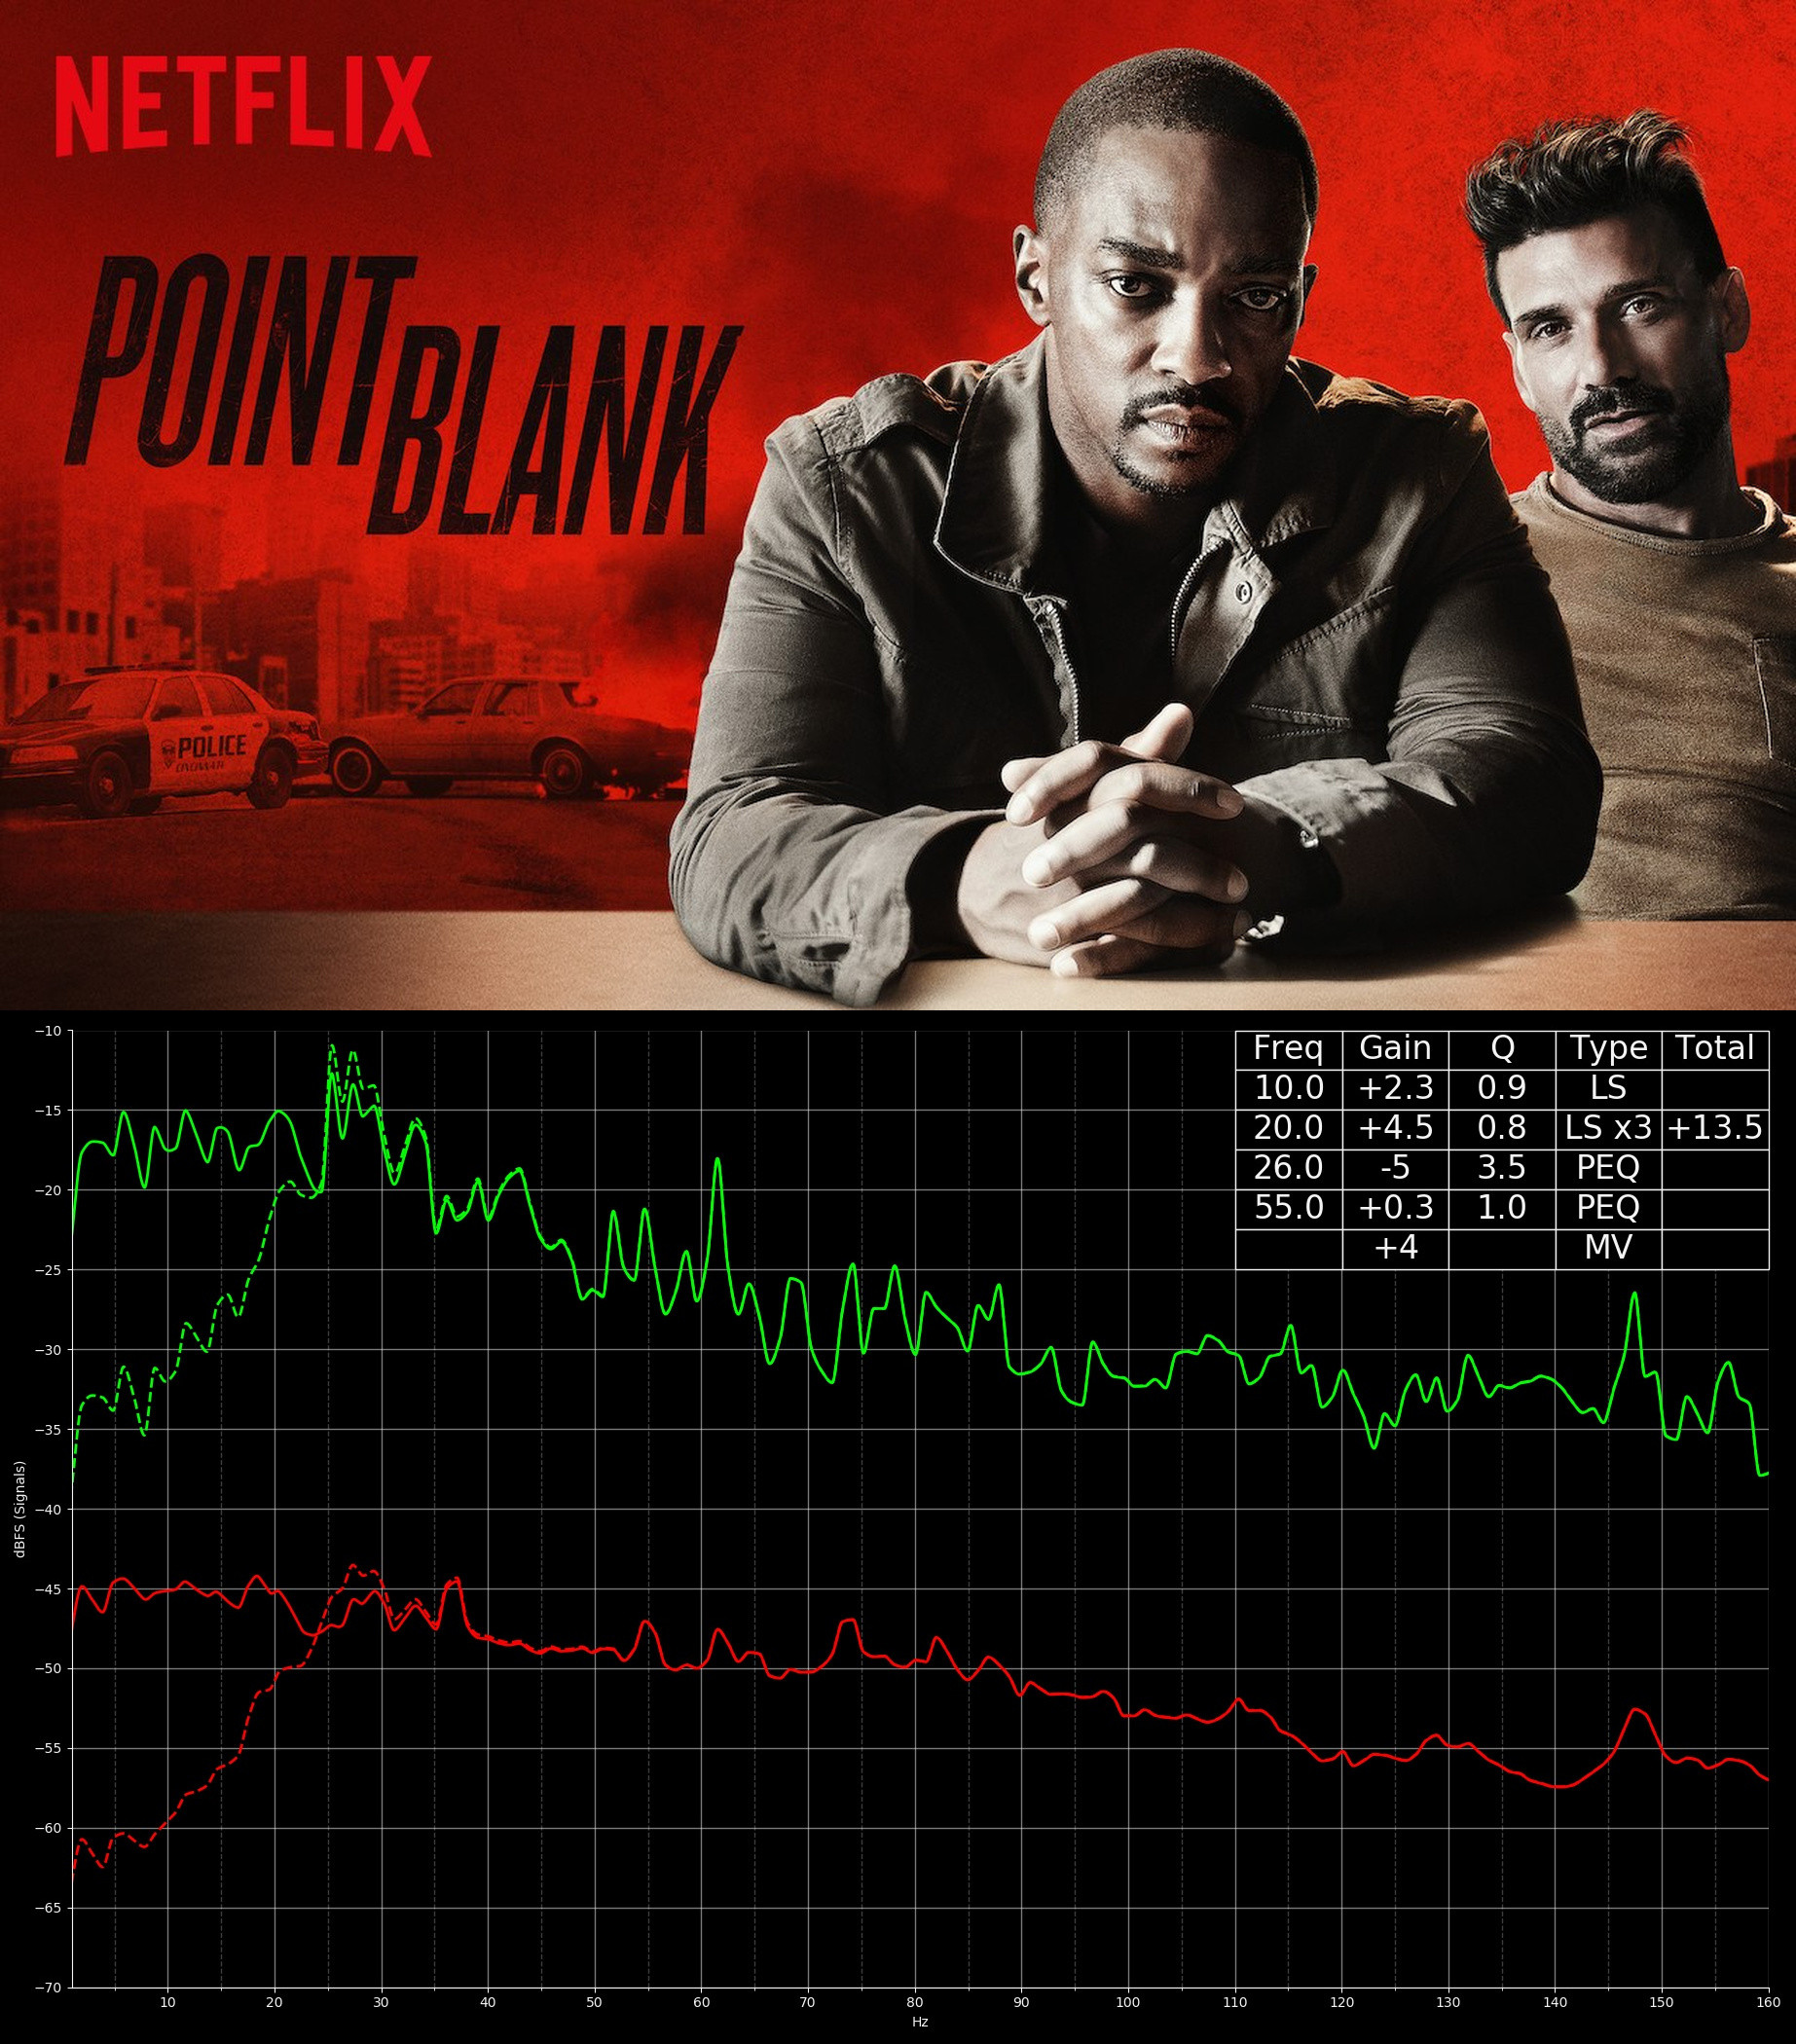 NETFLIX
POINT
BLANK
POLICE
CINCINNATI
Freq Gain Q Type Total
10.0 +2.3 0.9 LS
20.0 +4.5 0.8 LS x3 +13.5
26.0 -5 3.5 PEQ
55.0 +0.3 1.0 PEQ
+4 MV
−10
−15
−20
−25
−30
−35
−40
−45
−50
−55
−60
−65
−70
dBFS (Signals)
10 20 30 40 50 60 70 80 90 100 110 120 130 140 150 160
Hz